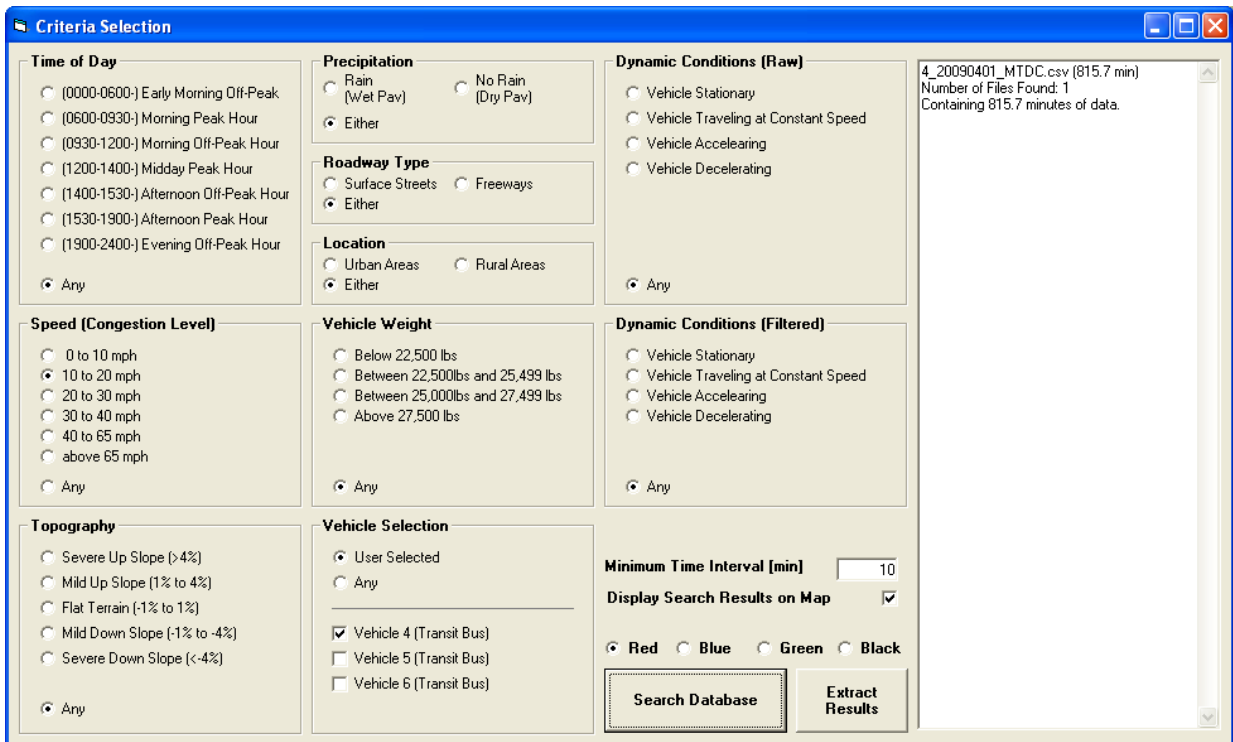 Criteria Selection
Time of Day
(0000-0600-) Early Morning Off-Peak
(0600-0930-) Morning Peak Hour
(0930-1200-) Morning Off-Peak Hour
(1200-1400-) Midday Peak Hour
(1400-1530-) Afternoon Off-Peak Hour
(1530-1900-) Afternoon Peak Hour
(1900-2400-) Evening Off-Peak Hour
Any
Precipitation
Rain
(Wet Pav)
No Rain
(Dry Pav)
Either
Roadway Type
Surface Streets
Freeways
Either
Location
Urban Areas
Rural Areas
Either
Dynamic Conditions (Raw)
Vehicle Stationary
Vehicle Traveling at Constant Speed
Vehicle Accelearing
Vehicle Decelerating
Any
4_20090401_MTDC.csv (815.7 min)
Number of Files Found: 1
Containing 815.7 minutes of data.
Speed (Congestion Level)
0 to 10 mph
10 to 20 mph
20 to 30 mph
30 to 40 mph
40 to 65 mph
above 65 mph
Any
Vehicle Weight
Below 22,500 lbs
Between 22,500lbs and 25,499 lbs
Between 25,000lbs and 27,499 lbs
Above 27,500 lbs
Any
Dynamic Conditions (Filtered)
Vehicle Stationary
Vehicle Traveling at Constant Speed
Vehicle Accelearing
Vehicle Decelerating
Any
Topography
Severe Up Slope (>4%)
Mild Up Slope (1% to 4%)
Flat Terrain (-1% to 1%)
Mild Down Slope (-1% to -4%)
Severe Down Slope (<-4%)
Any
Vehicle Selection
User Selected
Any
Vehicle 4 (Transit Bus)
Vehicle 5 (Transit Bus)
Vehicle 6 (Transit Bus)
Minimum Time Interval [min] 10
Display Search Results on Map
Red Blue Green Black
Search Database
Extract
Results